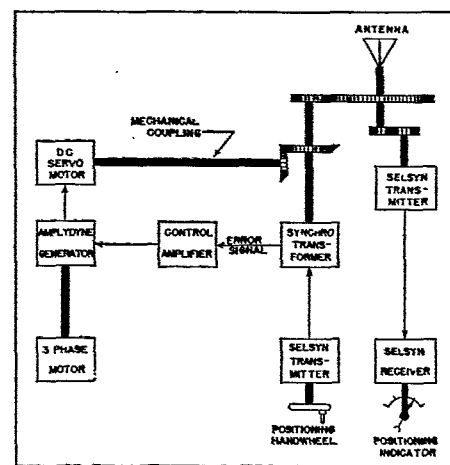 ANTENNA
MECHANICAL
COUPLING
DC
SERVO
MOTOR
SELSYN
TRANS-
MITTER
AMPLYDYNE
GENERATOR
CONTROL
AMPLIFIER
ERROR
SIGNAL
SYNCHRO
TRANS-
FORMER
3 PHASE
MOTOR
SELSYN
TRANS-
MITTER
SELSYN
RECEIVER
POSITIONING
HANDWHEEL
POSITIONING
INDICATOR